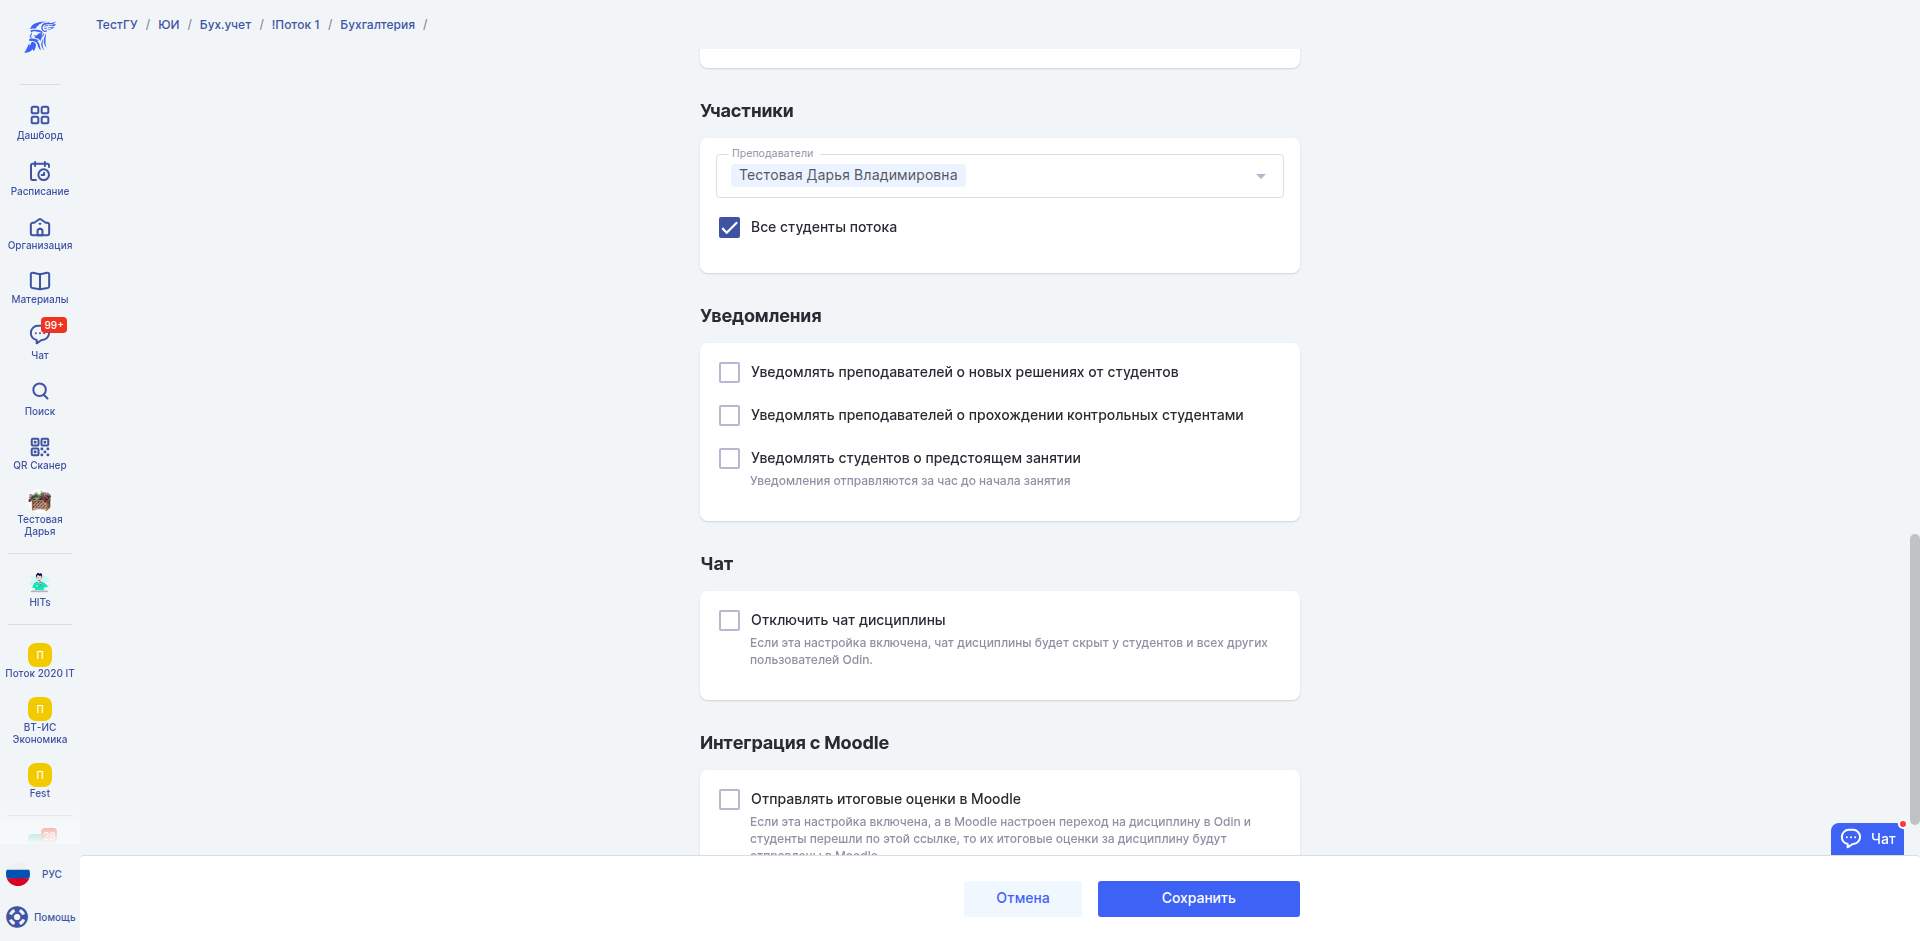 ТестГУ / ЮИ / Бух.учет / !Поток 1 / Бухгалтерия /
Дашборд
Расписание
Организация
Материалы
99+
Чат
Поиск
QR Сканер
Тестовая
Дарья
HITs
П
Поток 2020 IT
П
ВТ-ИС
Экономика
П
Fest
28
РУС
Помощь
Участники
Преподаватели
Тестовая Дарья Владимировна
Все студенты потока
Уведомления
Уведомлять преподавателей о новых решениях от студентов
Уведомлять преподавателей о прохождении контрольных студентами
Уведомлять студентов о предстоящем занятии
Уведомления отправляются за час до начала занятия
Чат
Отключить чат дисциплины
Если эта настройка включена, чат дисциплины будет скрыт у студентов и всех других
пользователей Odin.
Интеграция с Moodle
Отправлять итоговые оценки в Moodle
Если эта настройка включена, а в Moodle настроен переход на дисциплину в Odin и
студенты перешли по этой ссылке, то их итоговые оценки за дисциплину будут
отправлены в Moodle.
Чат
Отмена
Сохранить